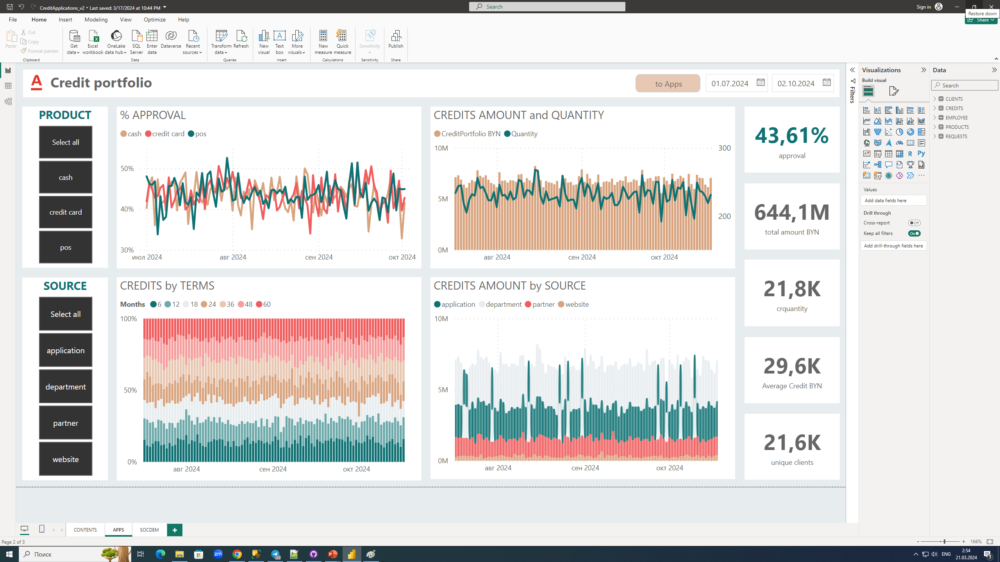 CreditApplications_v2 • Last saved: 3/17/2024 at 10:44 PM
Search
Sign in
Restore down
File Home Insert Modeling View Optimize Help
Share
Paste
Cut
Copy
Format painter
Clipboard
Get data
Excel workbook
OneLake data hub
SQL Server
Enter data
Dataverse
Recent sources
Data
Transform data
Refresh
Queries
New visual
Text box
More visuals
Insert
New measure
Quick measure
Calculations
Sensitivity
Sensitivity
Publish
Share
A Credit portfolio
to Apps
01.07.2024
02.10.2024
PRODUCT
Select all
cash
credit card
pos
% APPROVAL
cash credit card pos
50%
40%
30%
июл 2024 авг 2024 сен 2024 окт 2024
CREDITS AMOUNT and QUANTITY
CreditPortfolio BYN Quantity
10M 300
5M
200
0M
авг 2024 сен 2024 окт 2024
43,61%
approval
644,1M
total amount BYN
21,8K
crquantity
29,6K
Average Credit BYN
21,6K
unique clients
SOURCE
Select all
application
department
partner
website
CREDITS by TERMS
Months 6 12 18 24 36 48 60
100%
50%
0%
авг 2024 сен 2024 окт 2024
CREDITS AMOUNT by SOURCE
application department partner website
10M
5M
0M
авг 2024 сен 2024 окт 2024
Filters
Visualizations
Build visual
R Py
123
123
Values
Add data fields here
Drill through
Cross-report Off
Keep all filters On
Add drill-through fields here
Data
Search
CLIENTS
CREDITS
EMPLOYEE
PRODUCTS
REQUESTS
CONTENTS APPS SOCDEM +
Page 2 of 3
- + 166%
Поиск
zm
.03
P
ENG
2:54
21.03.2024
3